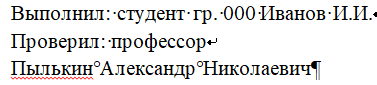 Выполнил: студент гр. 000 Иванов И.И.
Проверил: профессор
Пылькин Александр Николаевич¶